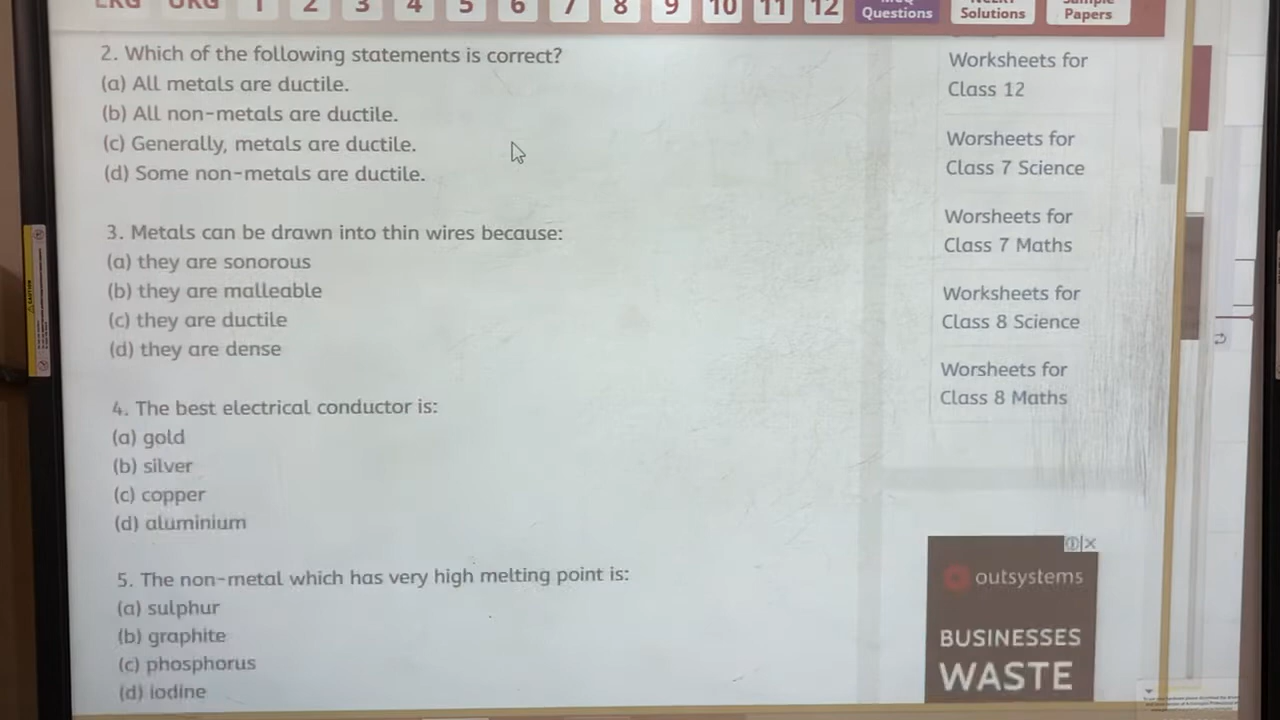 LKG UKG 1 2 3 4 5 6 7 8 9 10 11 12
MCQ Questions
NCERT Solutions
Sample Papers
2. Which of the following statements is correct?
(a) All metals are ductile.
(b) All non-metals are ductile.
(c) Generally, metals are ductile.
(d) Some non-metals are ductile.
3. Metals can be drawn into thin wires because:
(a) they are sonorous
(b) they are malleable
(c) they are ductile
(d) they are dense
4. The best electrical conductor is:
(a) gold
(b) silver
(c) copper
(d) aluminium
5. The non-metal which has very high melting point is:
(a) sulphur
(b) graphite
(c) phosphorus
(d) iodine
Worksheets for
Class 12
Worsheets for
Class 7 Science
Worsheets for
Class 7 Maths
Worksheets for
Class 8 Science
Worsheets for
Class 8 Maths
outsystems
BUSINESSES
WASTE